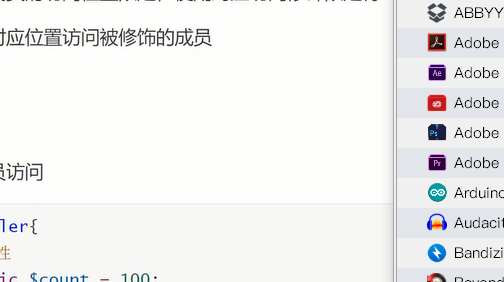 对应位置访问被修饰的成员
员访问
ler{
性
ic $count = 100;
ABBYY
Adobe
Adobe
Adobe
Adobe
Adobe
Arduino
Audacit
Bandizi